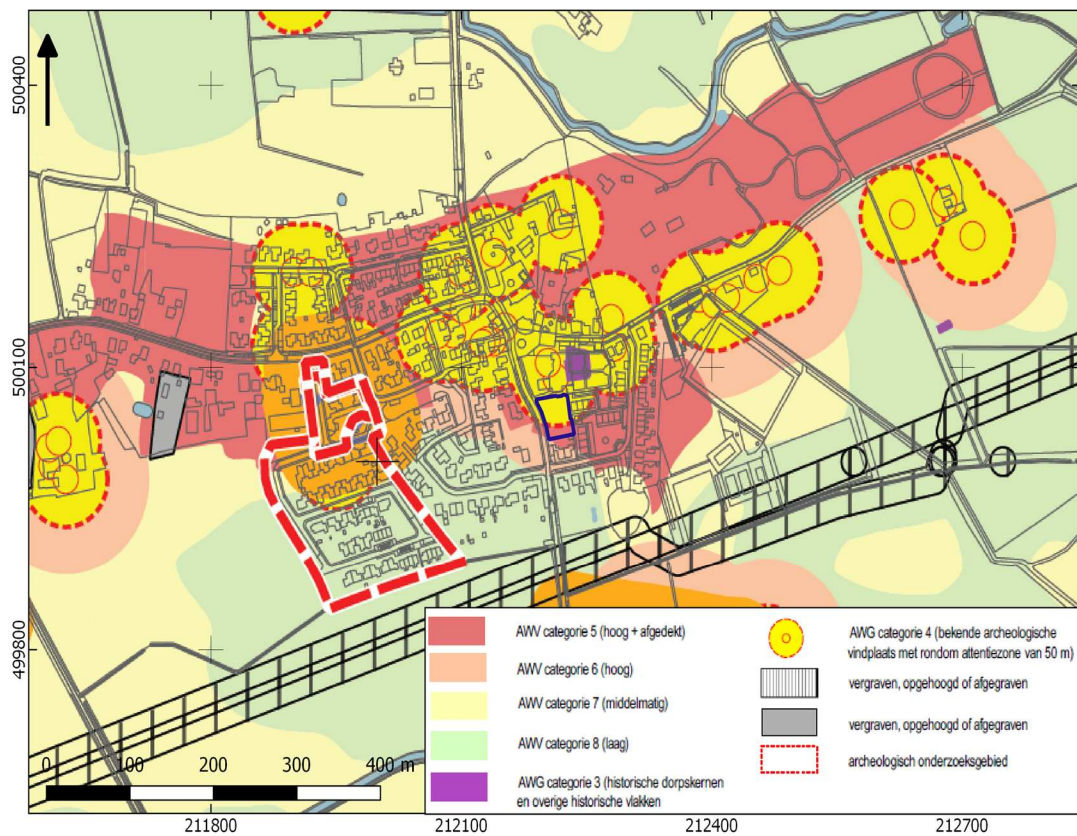 500400
500100
499800
0 100 200 300 400 m
211800 212100 212400 212700
AWV categorie 5 (hoog + afgedekt)
AWV categorie 6 (hoog)
AWV categorie 7 (middelmatig)
AWV categorie 8 (laag)
AWG categorie 3 (historische dorpskernen
en overige historische vlakken
AWG categorie 4 (bekende archeologische
vindplaats met rondom attentiezone van 50 m)
vergraven, opgehoogd of afgegraven
vergraven, opgehoogd of afgegraven
archeologisch onderzoeksgebied